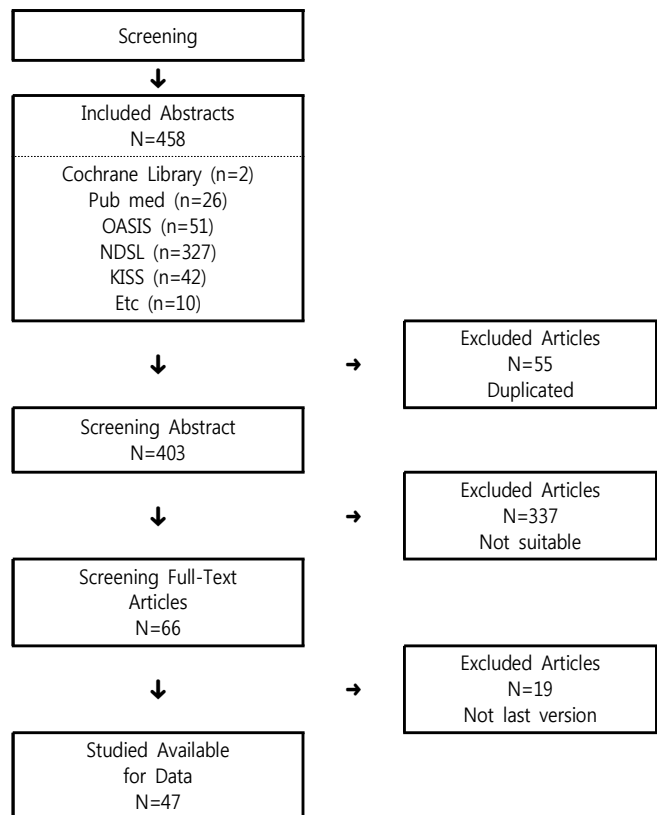 Screening
Included Abstracts
N=458
Cochrane Library (n=2)
Pub med (n=26)
OASIS (n=51)
NDSL (n=327)
KISS (n=42)
Etc (n=10)
Excluded Articles
N=55
Duplicated
Screening Abstract
N=403
Excluded Articles
N=337
Not suitable
Screening Full-Text
Articles
N=66
Excluded Articles
N=19
Not last version
Studied Available
for Data
N=47